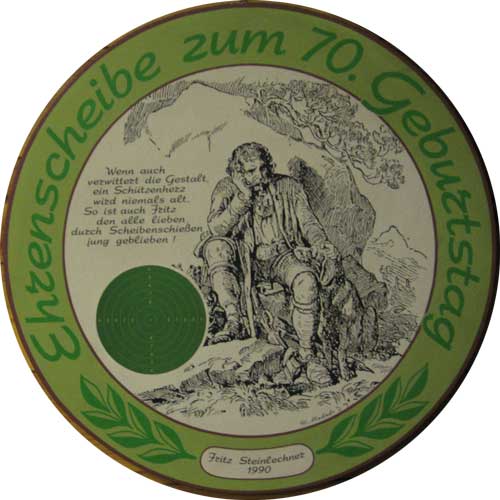 Ehrenscheibe zum 70. Geburtstag
Wenn auch
verwittert die Gestalt,
ein Schützenherz
wird niemals alt.
So ist auch Fritz
den alle lieben
durch Scheibenschießen
jung geblieben !
Fritz Steinlechner
1990